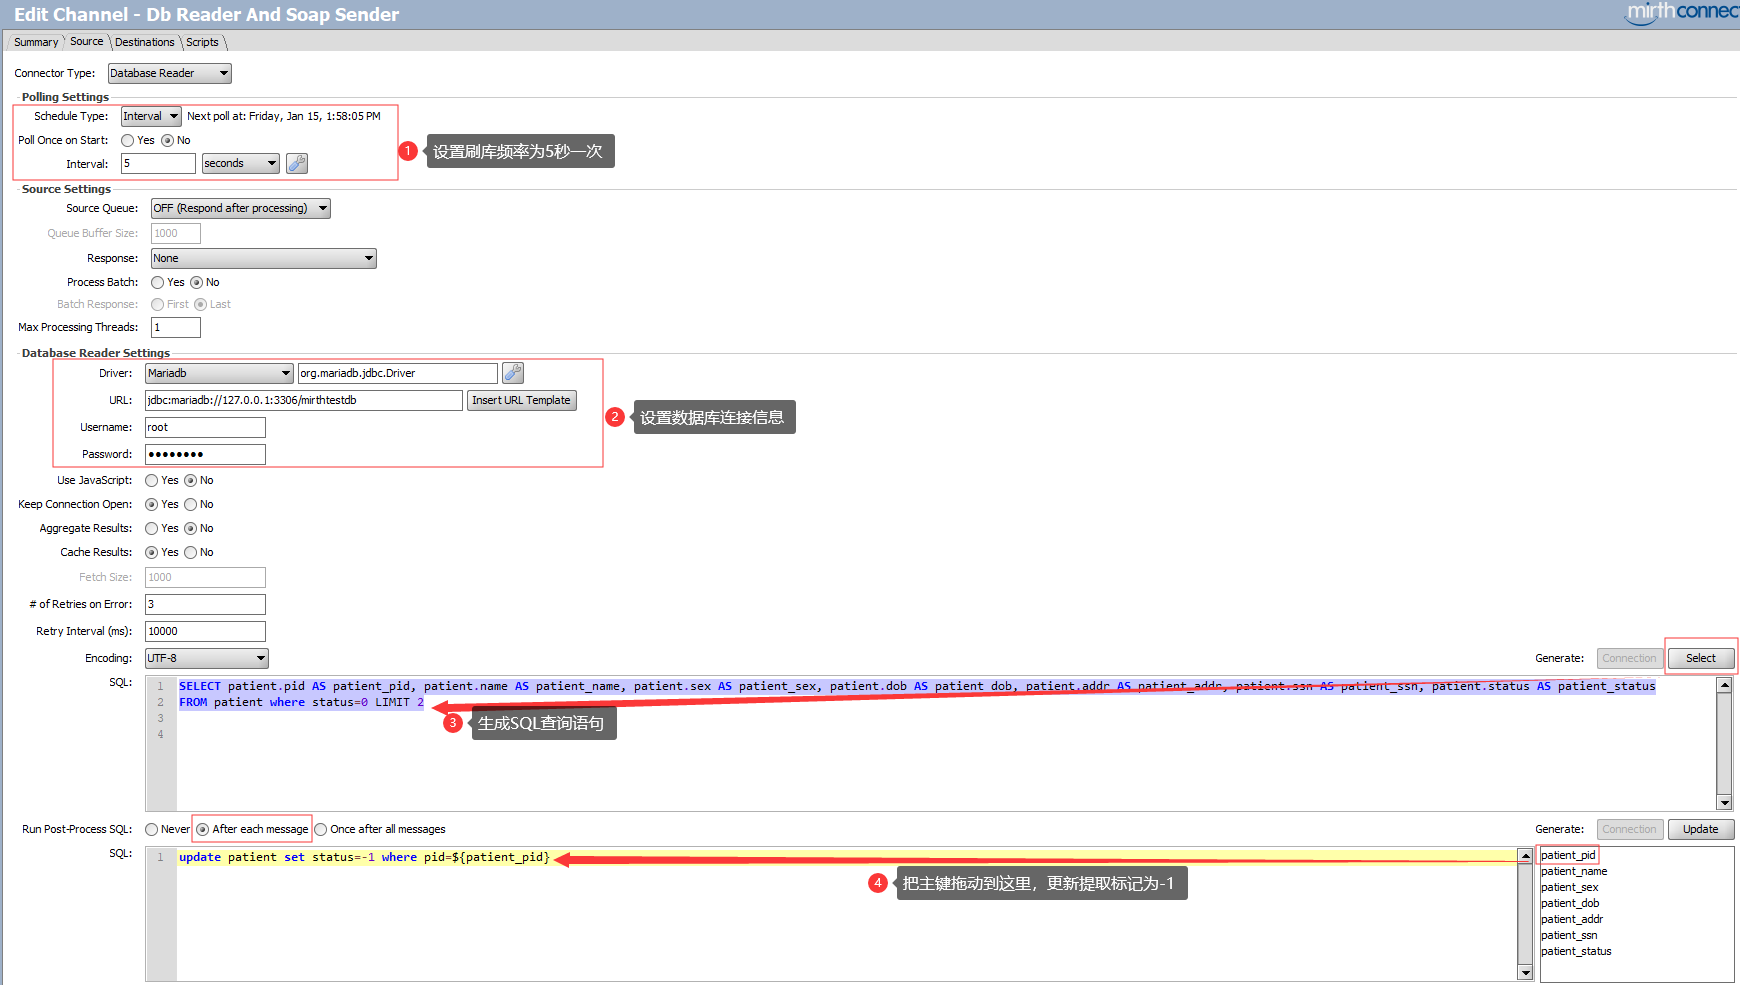 Edit Channel - Db Reader And Soap Sender
mirthconnec
Summary Source Destinations Scripts
Connector Type: Database Reader
Polling Settings
Schedule Type: Interval Next poll at: Friday, Jan 15, 1:58:05 PM
Poll Once on Start: Yes No
1 设置刷库频率为5秒一次
Interval: 5 seconds
Source Settings
Source Queue: OFF (Respond after processing)
Queue Buffer Size: 1000
Response: None
Process Batch: Yes No
Batch Response: First Last
Max Processing Threads: 1
Database Reader Settings
Driver: Mariadb org.mariadb.jdbc.Driver
URL: jdbc:mariadb://127.0.0.1:3306/mirthtestdb Insert URL Template
2 设置数据库连接信息
Username: root
Password: ●●●●●●●●
Use JavaScript: Yes No
Keep Connection Open: Yes No
Aggregate Results: Yes No
Cache Results: Yes No
Fetch Size: 1000
# of Retries on Error: 3
Retry Interval (ms): 10000
Encoding: UTF-8 Generate: Connection Select
SQL: 1 SELECT patient.pid AS patient_pid, patient.name AS patient_name, patient.sex AS patient_sex, patient.dob AS patient_dob, patient.addr AS patient_addr, patient.ssn AS patient_ssn, patient.status AS patient_status
2 FROM patient where status=0 LIMIT 2
3
3 生成SQL查询语句
4
Run Post-Process SQL: Never After each message Once after all messages Generate: Connection Update
SQL: 1 update patient set status=-1 where pid=${patient_pid}
4 把主键拖动到这里，更新提取标记为-1
patient_pid
patient_name
patient_sex
patient_dob
patient_addr
patient_ssn
patient_status